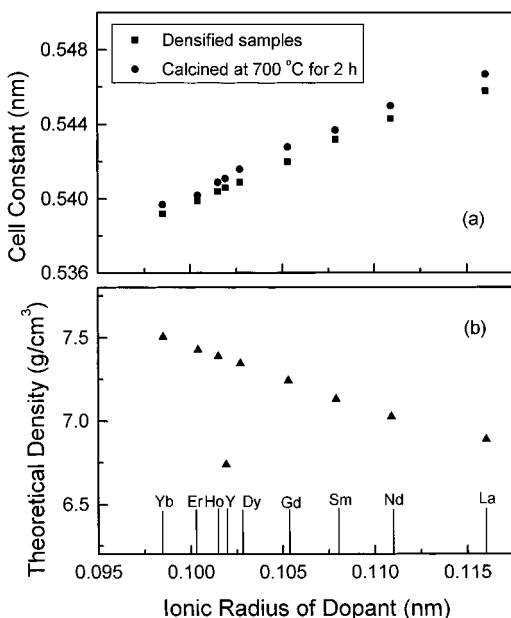 Densified samples
Calcined at 700 °C for 2 h
0.548
0.544
0.540
0.536
Cell Constant (nm)
(a)
(b)
7.5
7.0
6.5
Theoretical Density (g/cm³)
Yb Er Ho Y Dy Gd Sm Nd La
0.095 0.100 0.105 0.110 0.115
Ionic Radius of Dopant (nm)